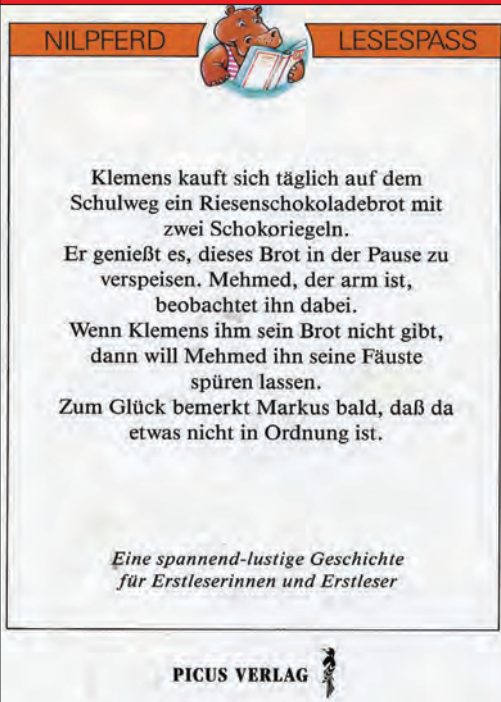 NILPFERD LESESPASS
Klemens kauft sich täglich auf dem
Schulweg ein Riesenschokoladebrot mit
zwei Schokoriegeln.
Er genießt es, dieses Brot in der Pause zu
verspeisen. Mehmed, der arm ist,
beobachtet ihn dabei.
Wenn Klemens ihm sein Brot nicht gibt,
dann will Mehmed ihn seine Fäuste
spüren lassen.
Zum Glück bemerkt Markus bald, daß da
etwas nicht in Ordnung ist.
Eine spannend-lustige Geschichte
für Erstleserinnen und Erstleser
PICUS VERLAG